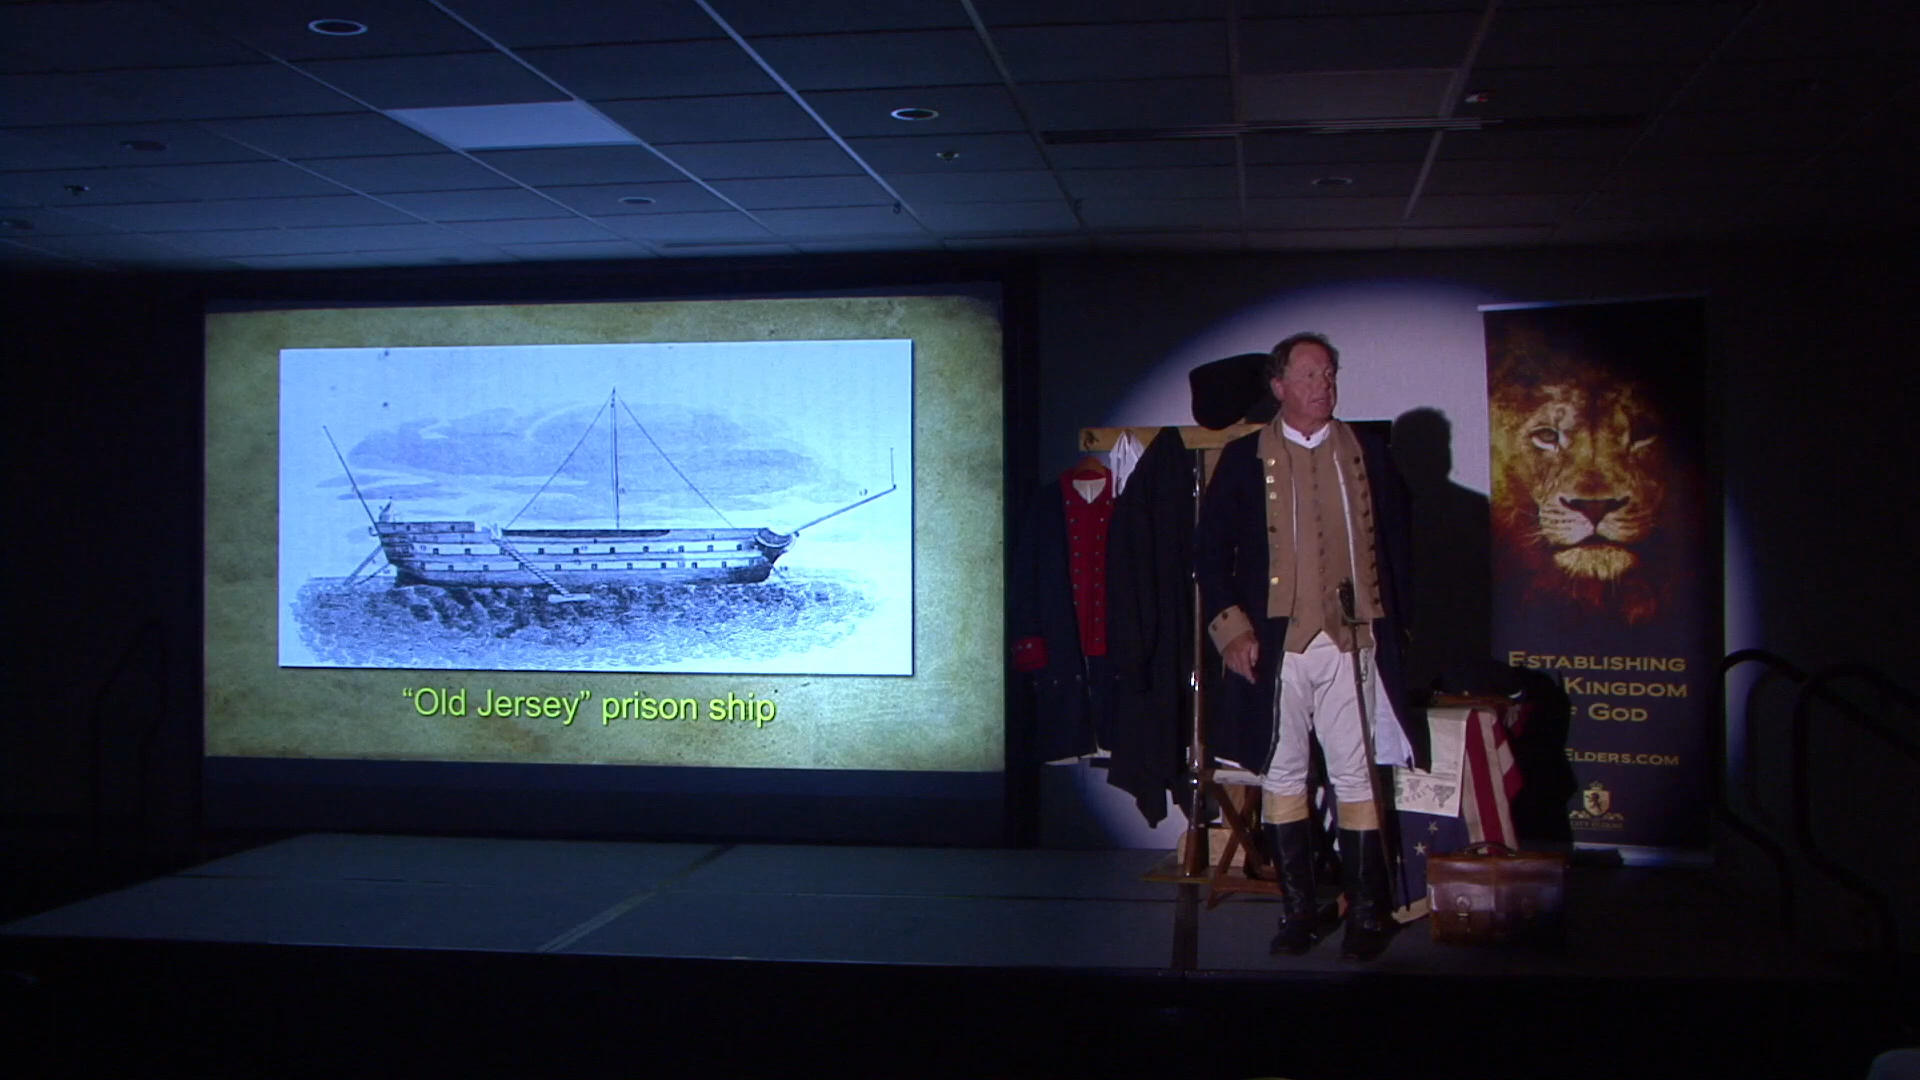 “Old Jersey” prison ship
Establishing
Kingdom
God
Elders.com